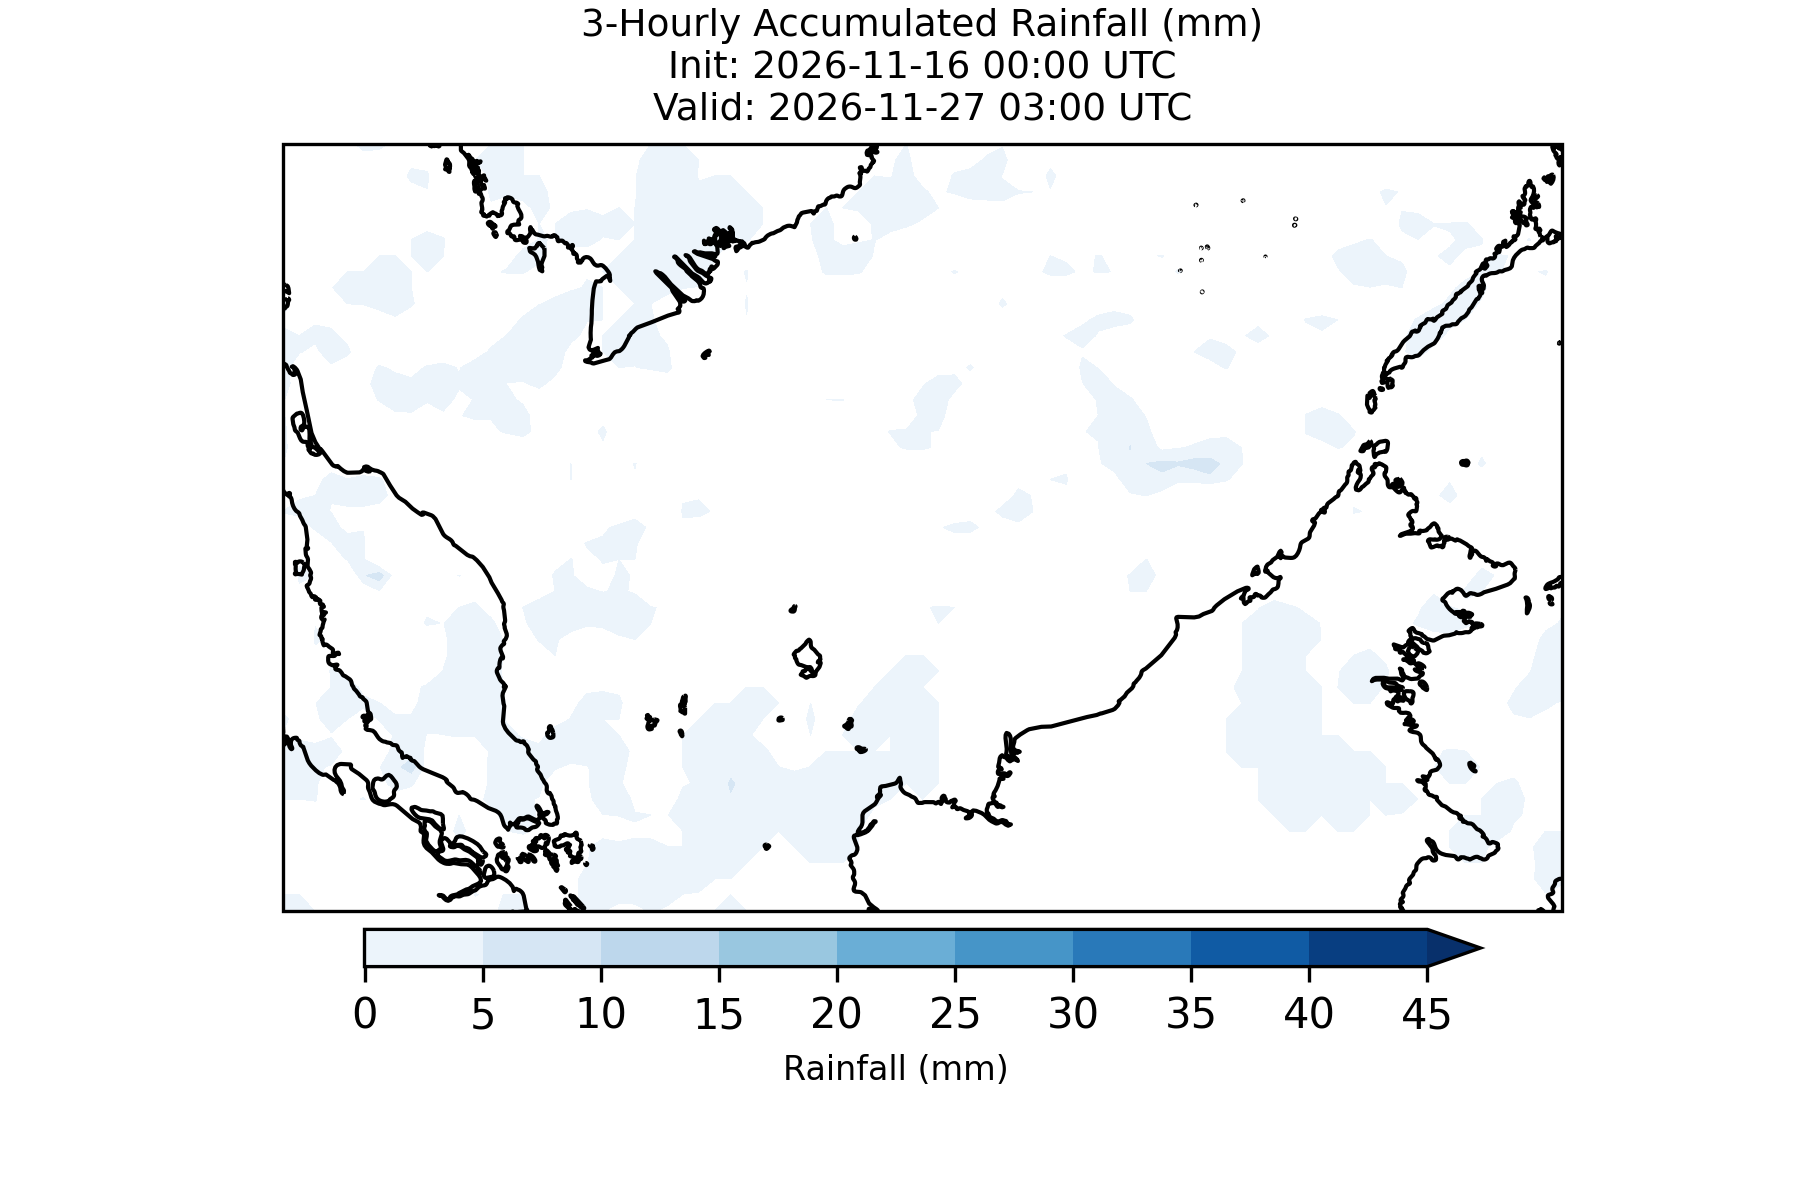 3-Hourly Accumulated Rainfall (mm)
Init: 2026-11-16 00:00 UTC
Valid: 2026-11-27 03:00 UTC
0 5 10 15 20 25 30 35 40 45
Rainfall (mm)